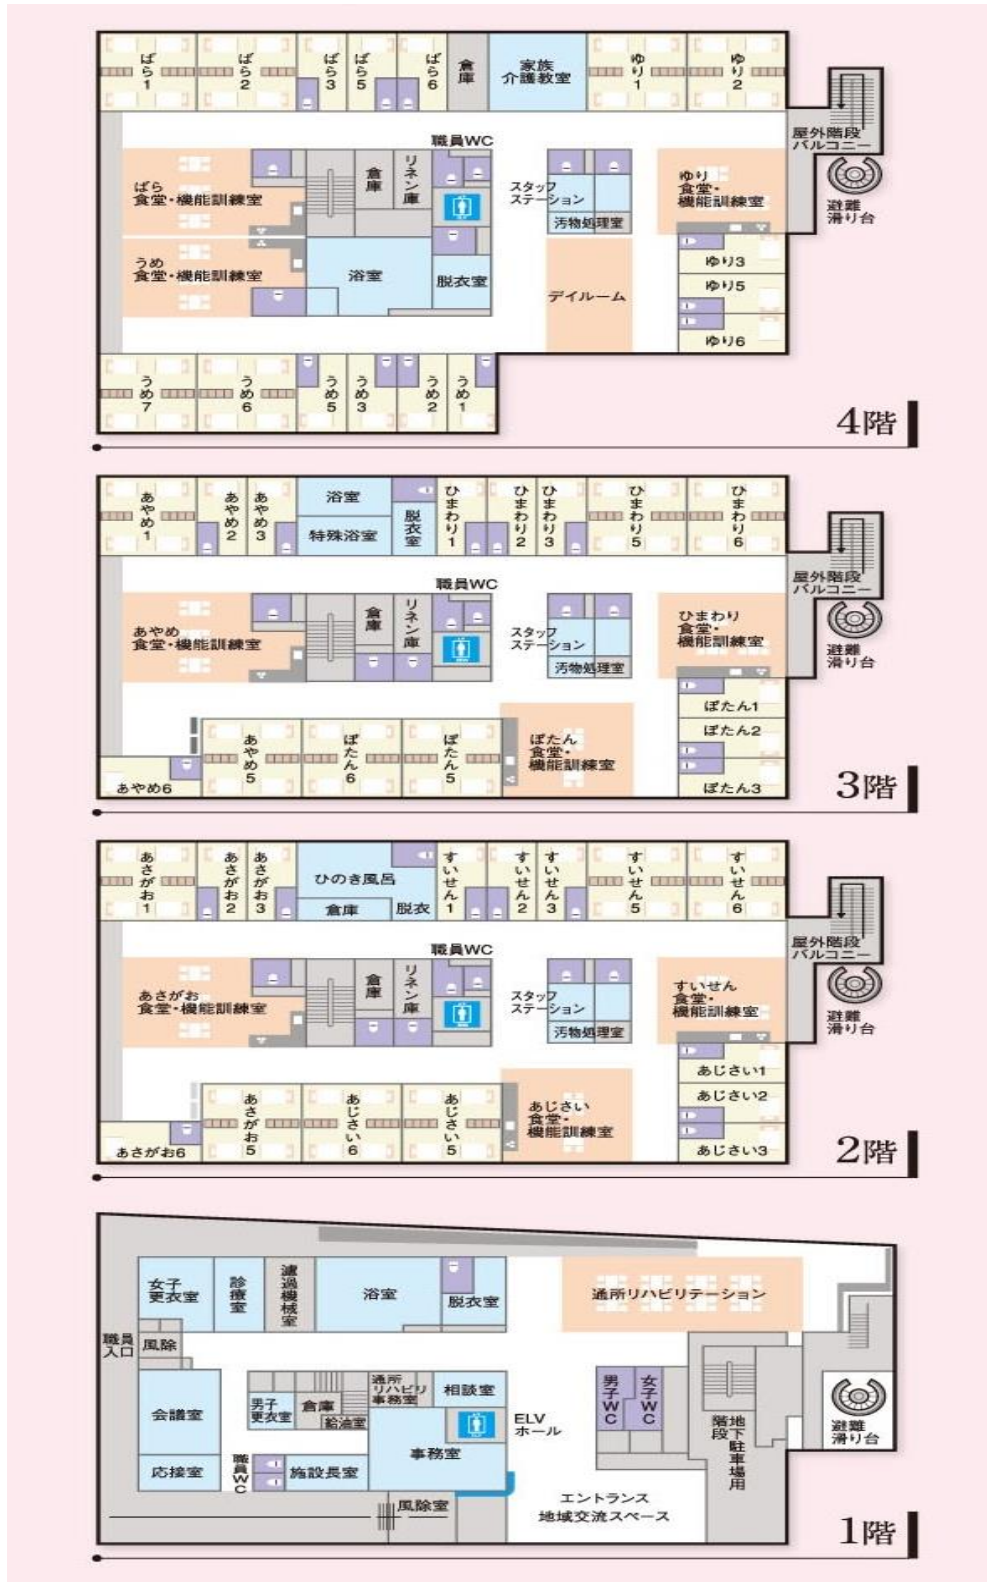 ばら1
ばら2
ばら3
ばら5
ばら6
倉庫
家族
介護教室
ゆり1
ゆり2
屋外階段
バルコニー
避難
滑り台
職員WC
倉庫
リネン庫
スタッフ
ステーション
汚物処理室
ゆり
食堂・
機能訓練室
ばら
食堂・機能訓練室
うめ
食堂・機能訓練室
浴室
脱衣室
デイルーム
ゆり3
ゆり5
ゆり6
うめ7
うめ6
うめ5
うめ3
うめ2
うめ1
4階
あやめ1
あやめ2
あやめ3
浴室
特殊浴室
脱衣室
ひまわり1
ひまわり2
ひまわり3
ひまわり5
ひまわり6
屋外階段
バルコニー
避難
滑り台
職員WC
倉庫
リネン庫
スタッフ
ステーション
汚物処理室
ひまわり
食堂・
機能訓練室
あやめ
食堂・機能訓練室
ぼたん1
ぼたん2
ぼたん3
あやめ6
あやめ5
ぼたん6
ぼたん5
ぼたん
食堂・
機能訓練室
3階
あさがお1
あさがお2
あさがお3
ひのき風呂
倉庫
脱衣
すいせん1
すいせん2
すいせん3
すいせん5
すいせん6
屋外階段
バルコニー
避難
滑り台
職員WC
倉庫
リネン庫
スタッフ
ステーション
汚物処理室
すいせん
食堂・
機能訓練室
あさがお
食堂・機能訓練室
あじさい1
あじさい2
あじさい3
あさがお6
あさがお5
あじさい6
あじさい5
あじさい
食堂・
機能訓練室
2階
女子
更衣室
診療室
濾過機械室
浴室
脱衣室
通所リハビリテーション
職員
入口
風除
会議室
応接室
男子
更衣室
倉庫
給油室
通所
リハビリ
事務室
相談室
ELV
ホール
男子WC
女子WC
地下駐車場用
階段
避難
滑り台
職員WC
施設長室
事務室
風除室
エントランス
地域交流スペース
1階